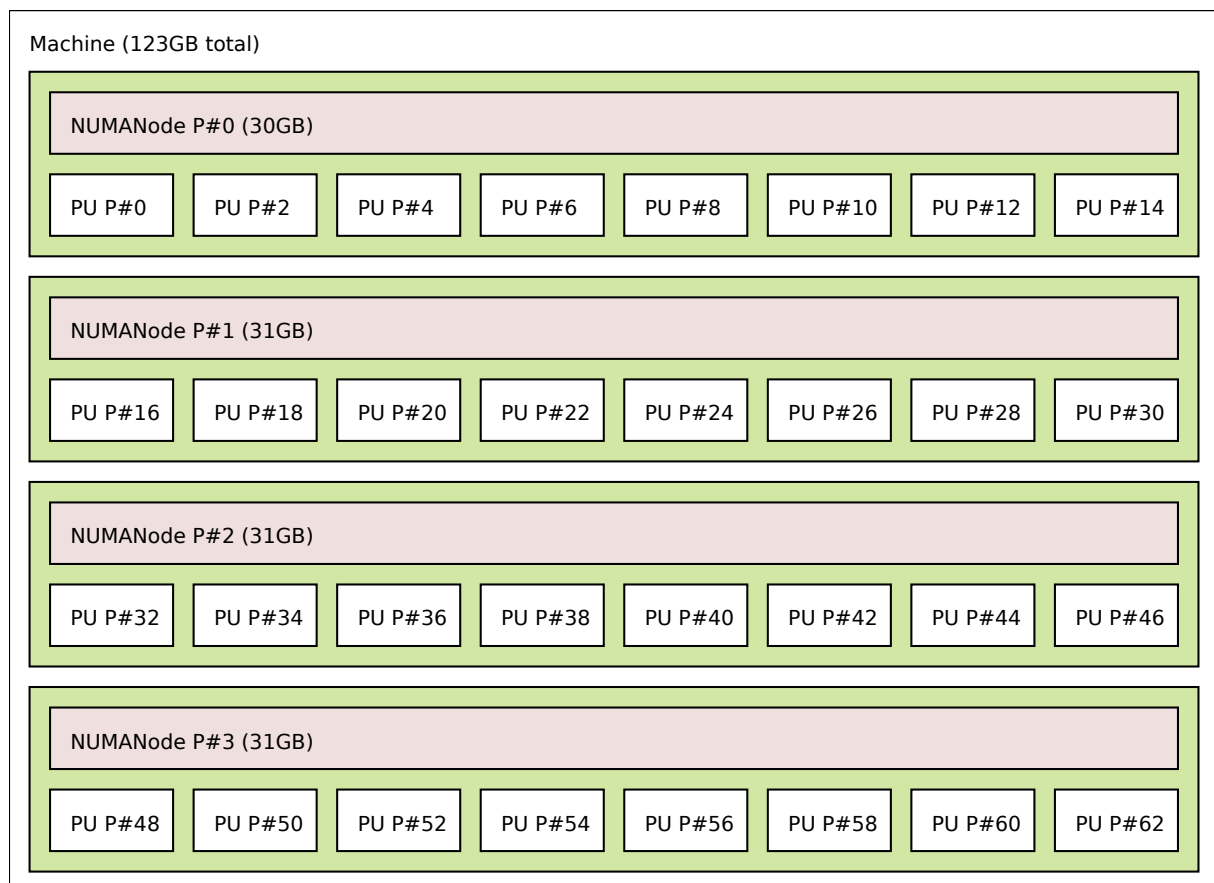 Machine (123GB total)
NUMANode P#0 (30GB)
PU P#0 PU P#2 PU P#4 PU P#6 PU P#8 PU P#10 PU P#12 PU P#14
NUMANode P#1 (31GB)
PU P#16 PU P#18 PU P#20 PU P#22 PU P#24 PU P#26 PU P#28 PU P#30
NUMANode P#2 (31GB)
PU P#32 PU P#34 PU P#36 PU P#38 PU P#40 PU P#42 PU P#44 PU P#46
NUMANode P#3 (31GB)
PU P#48 PU P#50 PU P#52 PU P#54 PU P#56 PU P#58 PU P#60 PU P#62